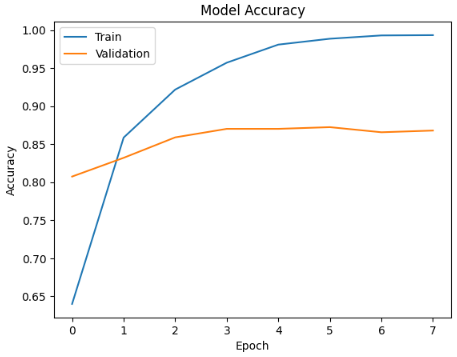 Model Accuracy
Train
Validation
1.00
0.95
0.90
0.85
0.80
0.75
0.70
0.65
Accuracy
0 1 2 3 4 5 6 7
Epoch